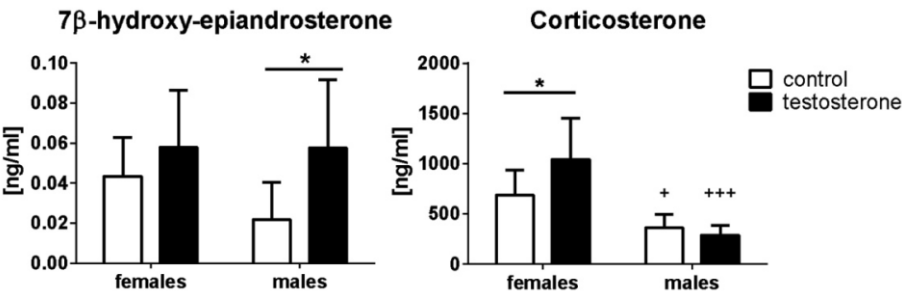 7β-hydroxy-epiandrosterone
[ng/ml]
0.10
0.08
0.06
0.04
0.02
0.00
*
females
males
Corticosterone
[ng/ml]
2000
1500
1000
500
0
*
+
+++
females
males
control
testosterone